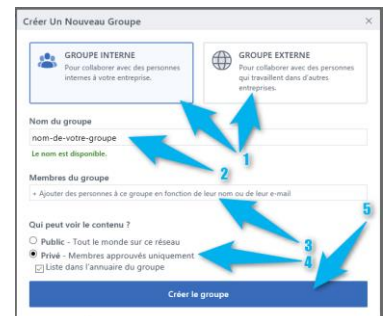 Créer Un Nouveau Groupe
GROUPE INTERNE
Pour collaborer avec des personnes
internes à votre entreprise.
GROUPE EXTERNE
Pour collaborer avec des personnes
qui travaillent dans d'autres
entreprises.
1
Nom du groupe
nom-de-votre-groupe
Le nom est disponible.
2
Membres du groupe
+ Ajouter des personnes à ce groupe en fonction de leur nom ou de leur e-mail
5
Qui peut voir le contenu ?
3
Public - Tout le monde sur ce réseau
4
Privé - Membres approuvés uniquement
Liste dans l'annuaire du groupe
Créer le groupe